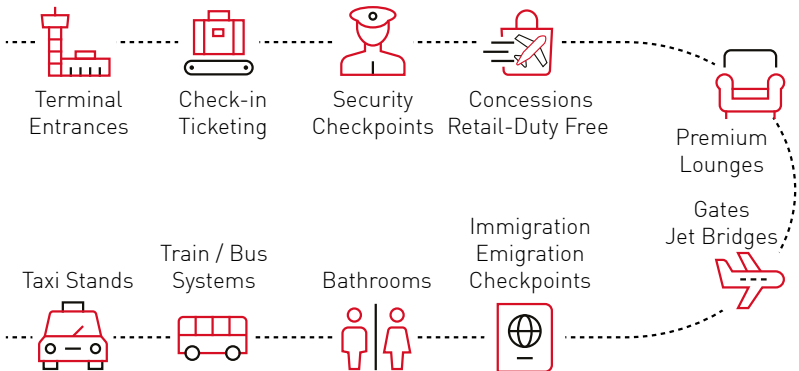 Terminal
Entrances
Check-in
Ticketing
Security
Checkpoints
Concessions
Retail-Duty Free
Premium
Lounges
Gates
Jet Bridges
Immigration
Emigration
Checkpoints
Bathrooms
Train / Bus
Systems
Taxi Stands